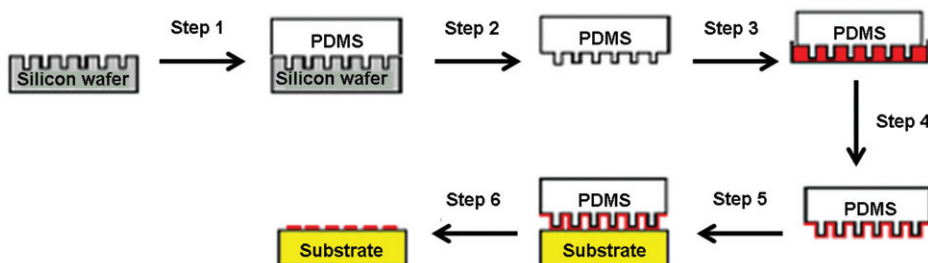 Step 1
Silicon wafer
PDMS
Silicon wafer
Step 2
PDMS
Step 3
PDMS
Step 4
PDMS
Step 5
PDMS
Substrate
Step 6
Substrate